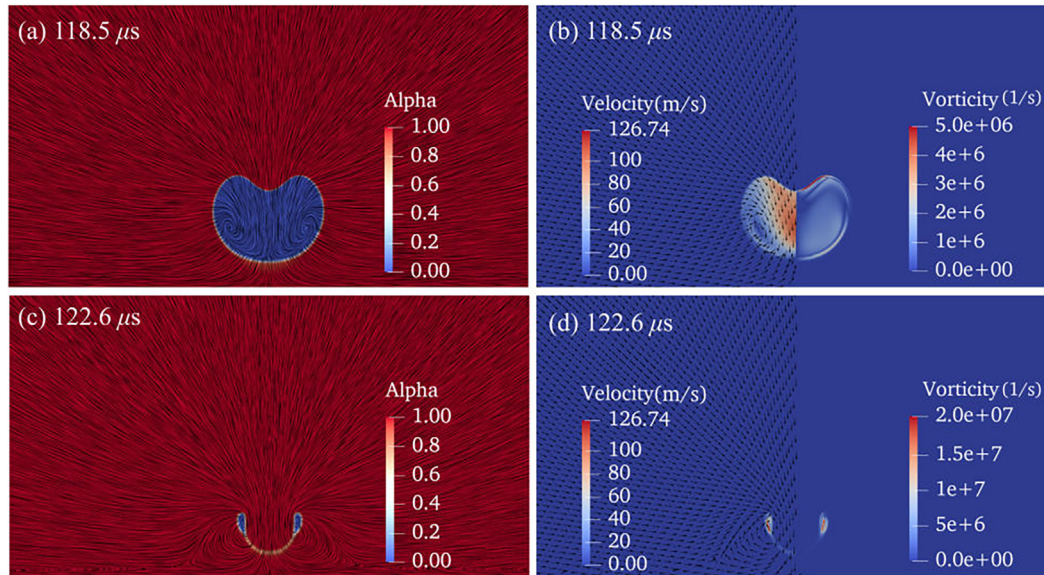 (a) 118.5 μs
Alpha
1.00
0.8
0.6
0.4
0.2
0.00
(b) 118.5 μs
Velocity(m/s)
126.74
100
80
60
40
20
0.00
Vorticity (1/s)
5.0e+06
4e+6
3e+6
2e+6
1e+6
0.0e+00
(c) 122.6 μs
Alpha
1.00
0.8
0.6
0.4
0.2
0.00
(d) 122.6 μs
Velocity(m/s)
126.74
100
80
60
40
20
0.00
Vorticity (1/s)
2.0e+07
1.5e+7
1e+7
5e+6
0.0e+00